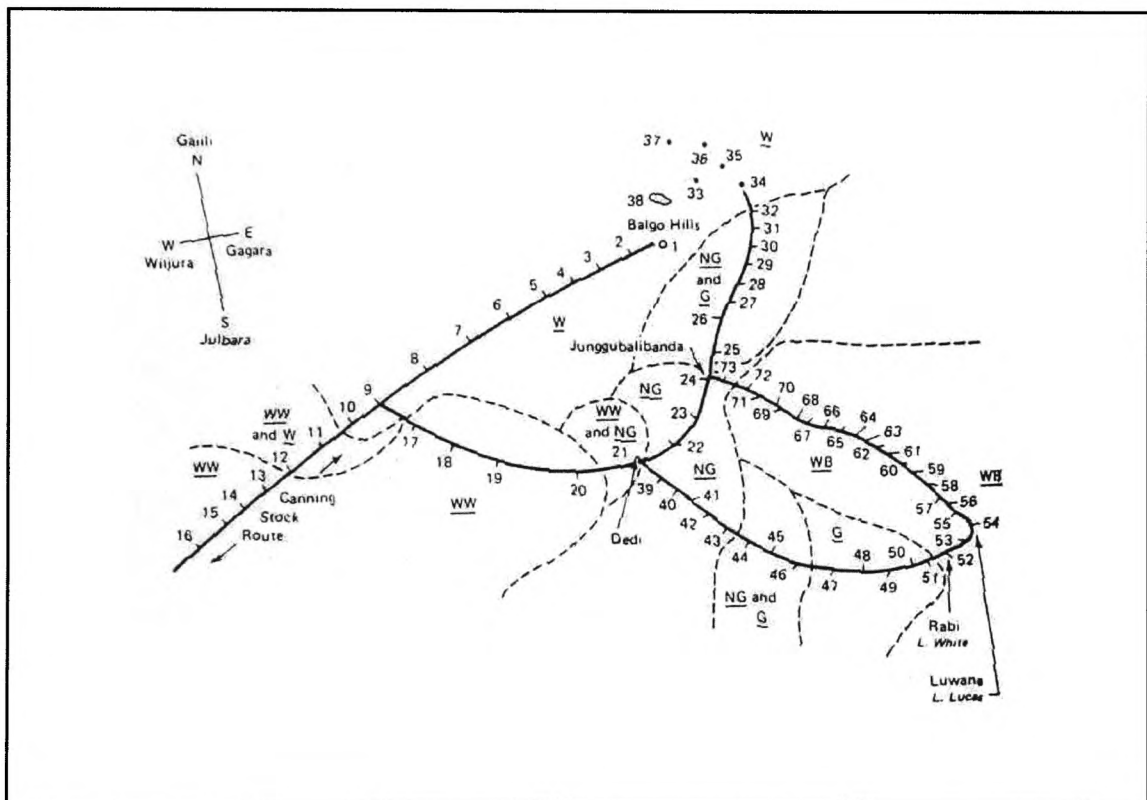 Gaiili
N
W
E
Wiljura
Gagara
S
Julbara
37
36
35
W
34
33
38
32
Balgo Hills
1
2
3
4
5
6
7
8
9
10
11
12
13
14
15
16
31
30
29
28
27
26
25
NG
and
G
W
Junggubalibanda
24
73
72
NG
23
22
21
WW
and NG
WW
and W
WW
Canning
Stock
Route
17
18
19
20
WW
Dedi
39
40
41
42
43
44
45
46
47
48
49
50
51
52
53
54
55
56
57
58
59
60
61
62
63
64
65
66
67
68
69
70
71
NG
WB
WB
G
NG and
G
Rabi
L. White
Luwana
L. Lucas